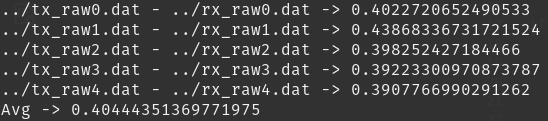 ../tx_raw0.dat - ../rx_raw0.dat -> 0.4022720652490533
../tx_raw1.dat - ../rx_raw1.dat -> 0.43868336731721524
../tx_raw2.dat - ../rx_raw2.dat -> 0.398252427184466
../tx_raw3.dat - ../rx_raw3.dat -> 0.39223300970873787
../tx_raw4.dat - ../rx_raw4.dat -> 0.3907766990291262
Avg -> 0.40444351369771975